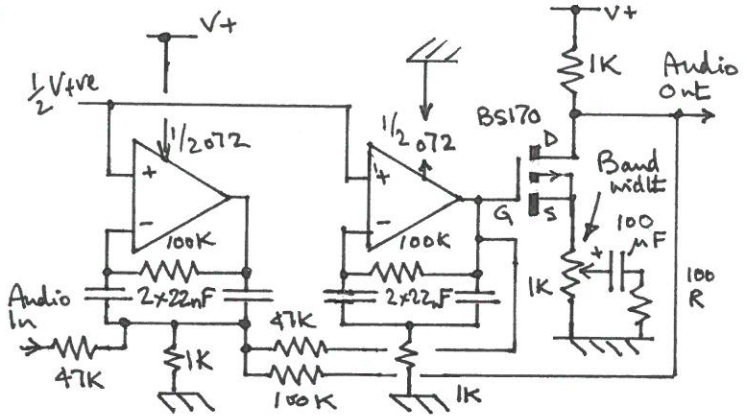 V+
V+
½ V+ve
1K
Audio
Out
½ 072
½ 072
BS170
D
Band
width
+
+
-
-
G
S
100K
100K
100
µF
+
1K
2×22nF
2×22nF
100
R
Audio
In
47K
47K
1K
100K
1K